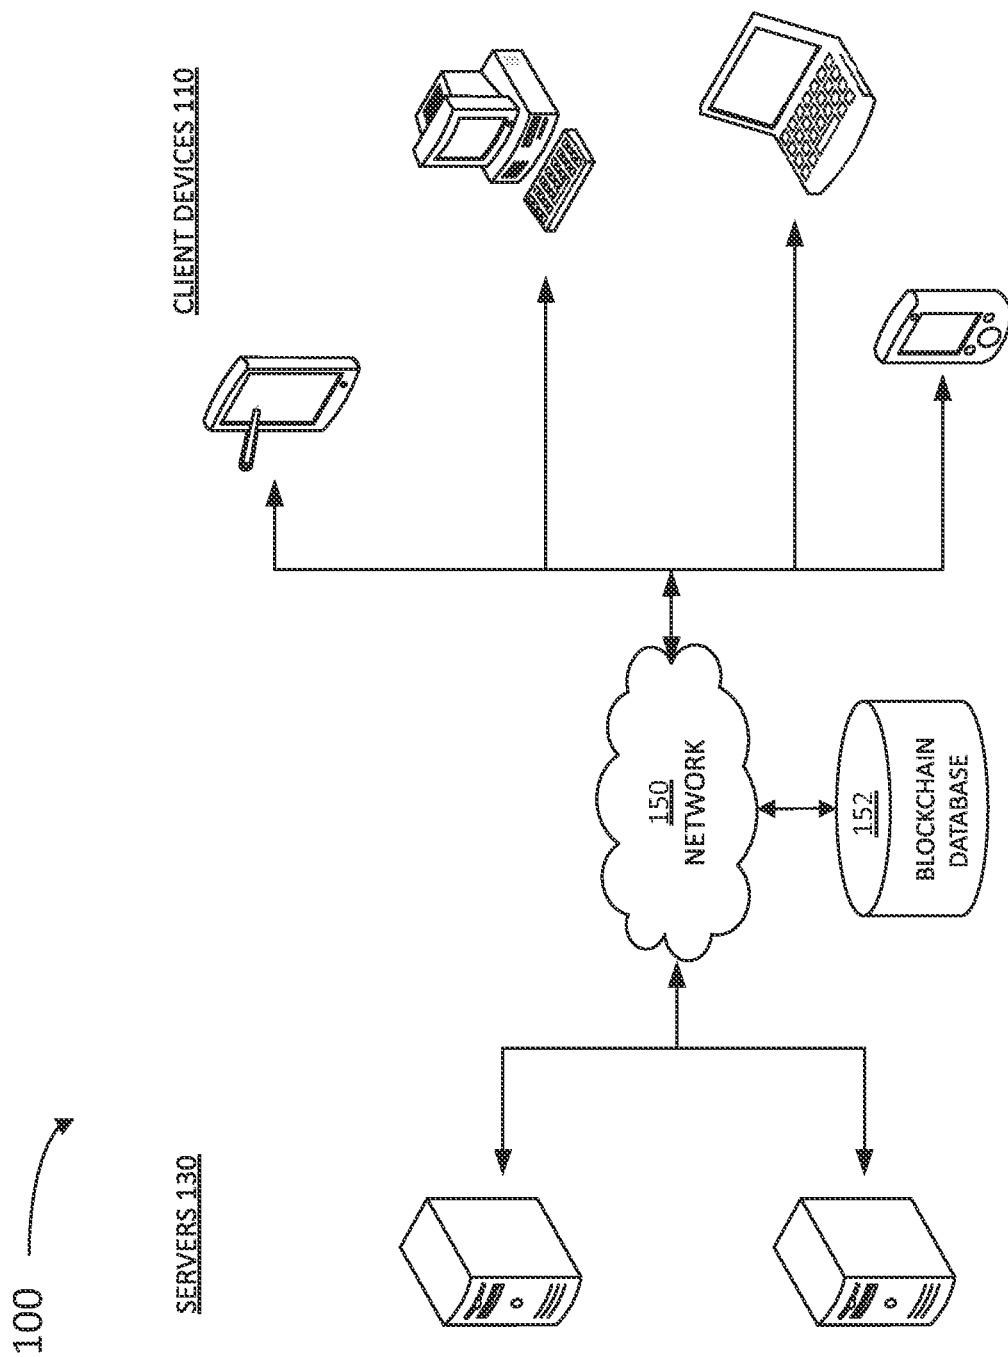 100
SERVERS 130
CLIENT DEVICES 110
150
NETWORK
152
BLOCKCHAIN
DATABASE